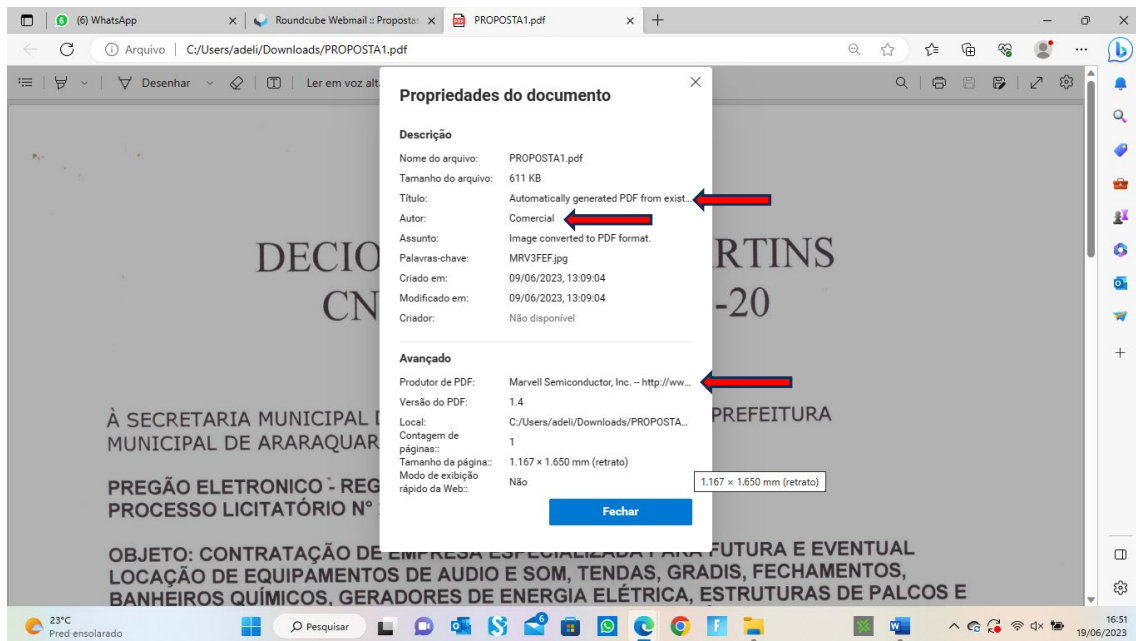 (6) WhatsApp
Roundcube Webmail :: Propostas
PROPOSTA1.pdf
Arquivo
C:/Users/adeli/Downloads/PROPOSTA1.pdf
Desenhar
Ler em voz alt
Propriedades do documento
Descrição
Nome do arquivo: PROPOSTA1.pdf
Tamanho do arquivo: 611 KB
Título: Automatically generated PDF from exist...
Autor: Comercial
Assunto: Image converted to PDF format.
Palavras-chave: MRV3FEF.jpg
Criado em: 09/06/2023, 13:09:04
Modificado em: 09/06/2023, 13:09:04
Criador: Não disponível
Avançado
Produtor de PDF: Marvell Semiconductor, Inc. -- http://ww...
Versão do PDF: 1.4
Local: C:/Users/adeli/Downloads/PROPOSTA...
Contagem de páginas:: 1
Tamanho da página:: 1.167 × 1.650 mm (retrato)
Modo de exibição rápido da Web:: Não
1.167 × 1.650 mm (retrato)
Fechar
DECIO RTINS
CN -20
À SECRETARIA MUNICIPAL PREFEITURA
MUNICIPAL DE ARARAQUAR
PREGÃO ELETRONICO - REG
PROCESSO LICITATÓRIO Nº
OBJETO: CONTRATAÇÃO DE EMPRESA ESPECIALIZADA PARA FUTURA E EVENTUAL
LOCAÇÃO DE EQUIPAMENTOS DE AUDIO E SOM, TENDAS, GRADIS, FECHAMENTOS,
BANHEIROS QUÍMICOS, GERADORES DE ENERGIA ELÉTRICA, ESTRUTURAS DE PALCOS E
23°C
Pred ensolarado
Pesquisar
16:51
19/06/2023